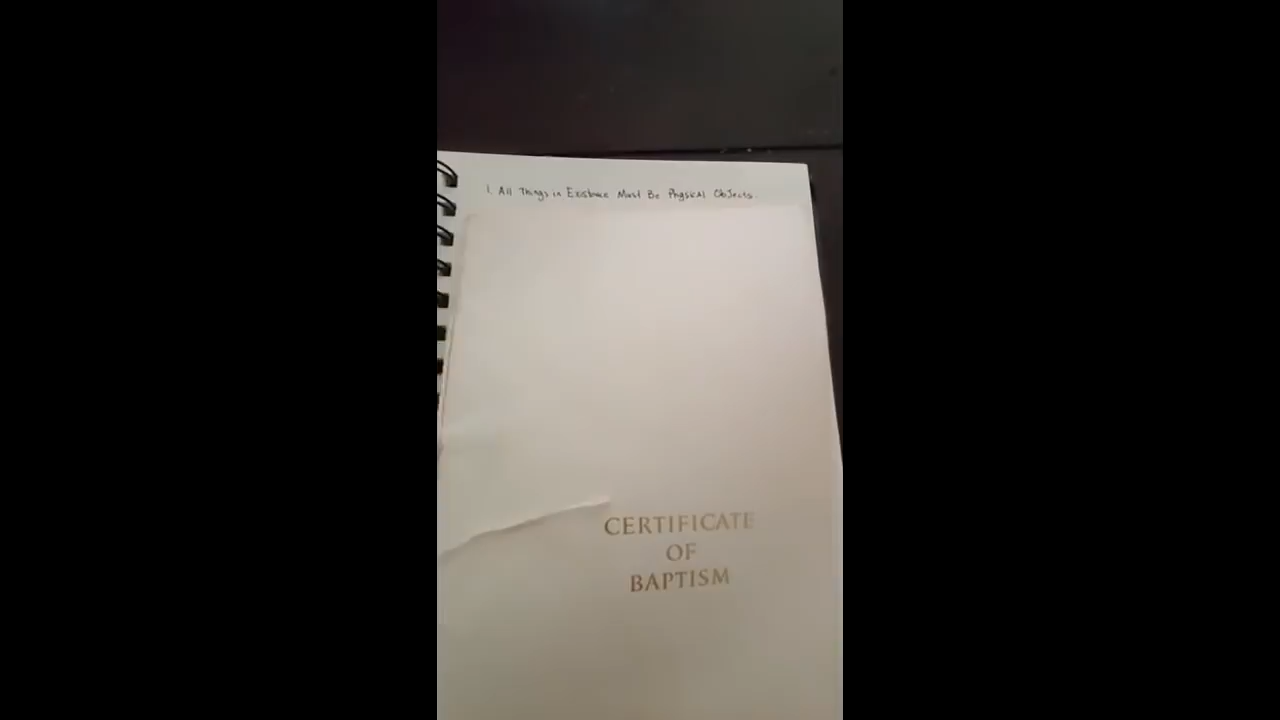 1. All Things in Existence Must Be Physical Objects.
CERTIFICATE
OF
BAPTISM